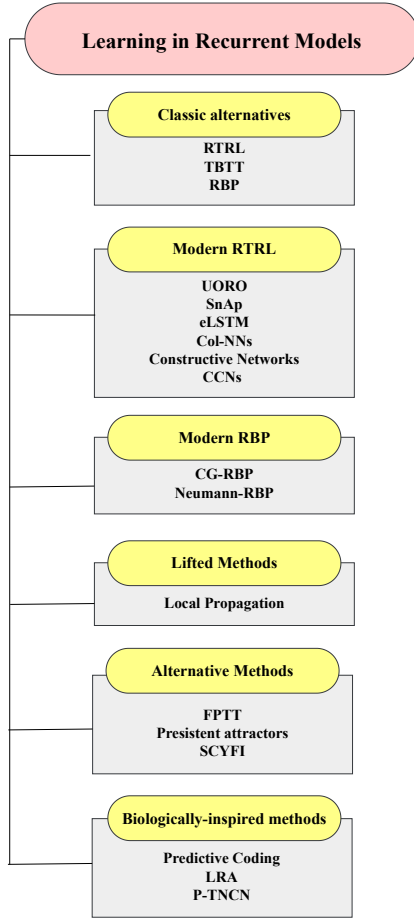 Learning in Recurrent Models
Classic alternatives
RTRL
TBTT
RBP
Modern RTRL
UORO
SnAp
eLSTM
Col-NNs
Constructive Networks
CCNs
Modern RBP
CG-RBP
Neumann-RBP
Lifted Methods
Local Propagation
Alternative Methods
FPTT
Presistent attractors
SCYFI
Biologically-inspired methods
Predictive Coding
LRA
P-TNCN